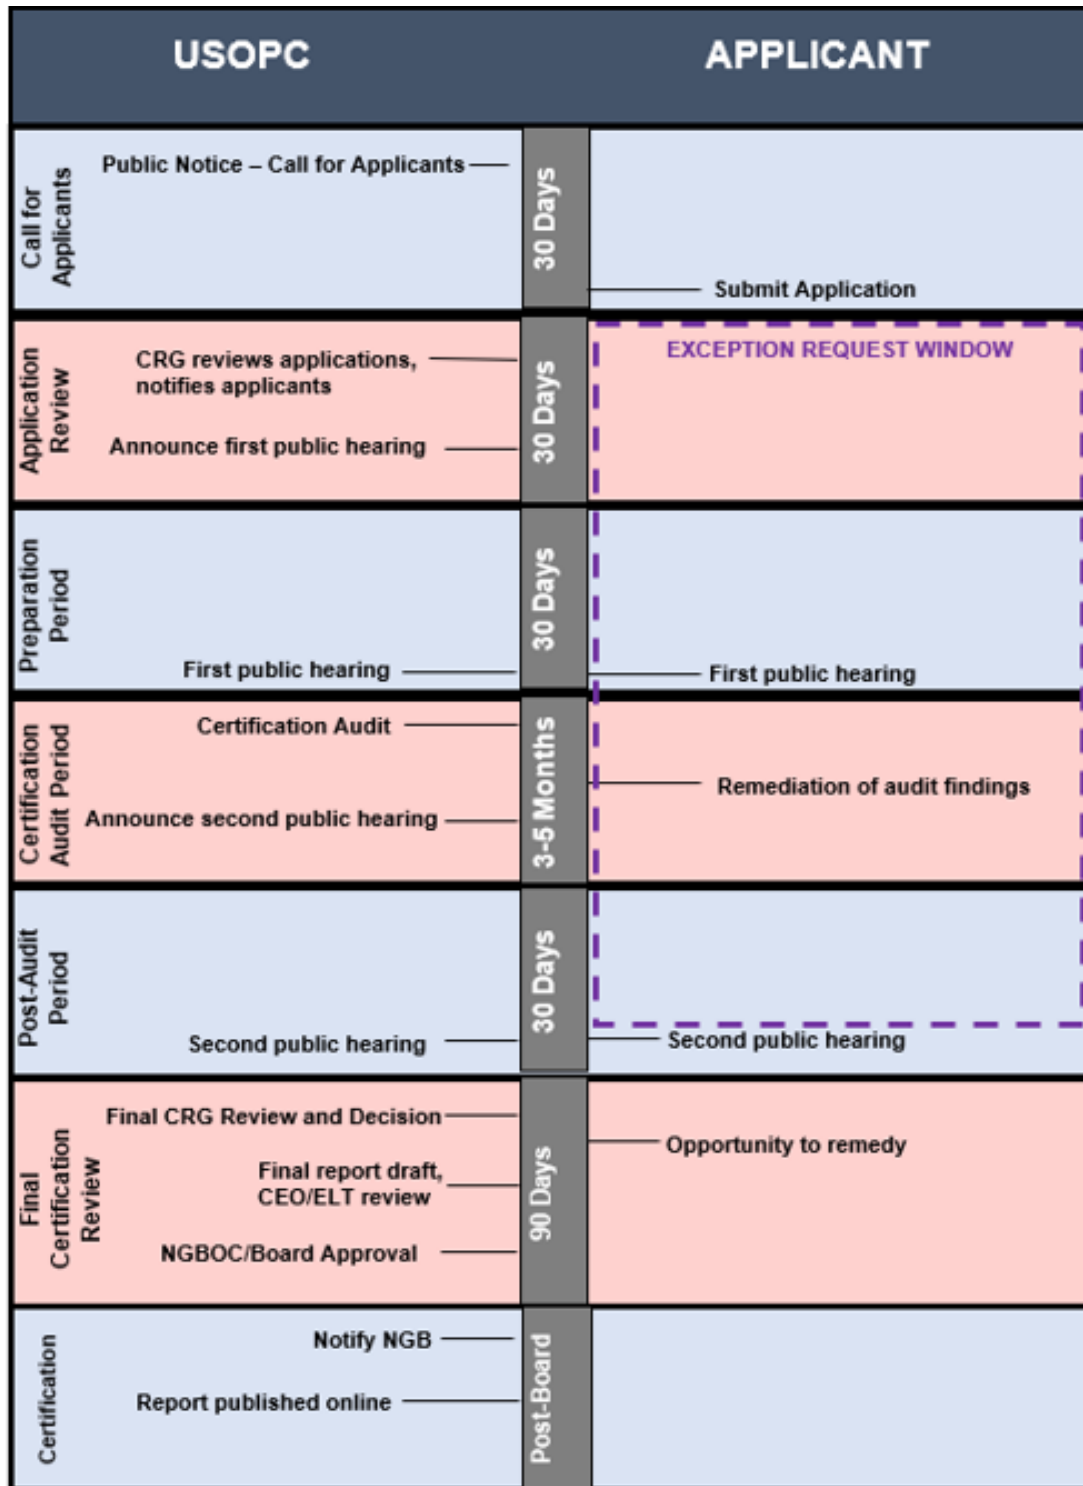 USOPC
APPLICANT
Call for
Applicants
Public Notice – Call for Applicants
30 Days
Submit Application
Application
Review
CRG reviews applications,
notifies applicants
Announce first public hearing
30 Days
EXCEPTION REQUEST WINDOW
Preparation
Period
First public hearing
30 Days
First public hearing
Certification
Audit Period
Certification Audit
Announce second public hearing
3-5 Months
Remediation of audit findings
Post-Audit
Period
Second public hearing
30 Days
Second public hearing
Final
Certification
Review
Final CRG Review and Decision
Final report draft,
CEO/ELT review
NGBOC/Board Approval
90 Days
Opportunity to remedy
Certification
Notify NGB
Report published online
Post-Board